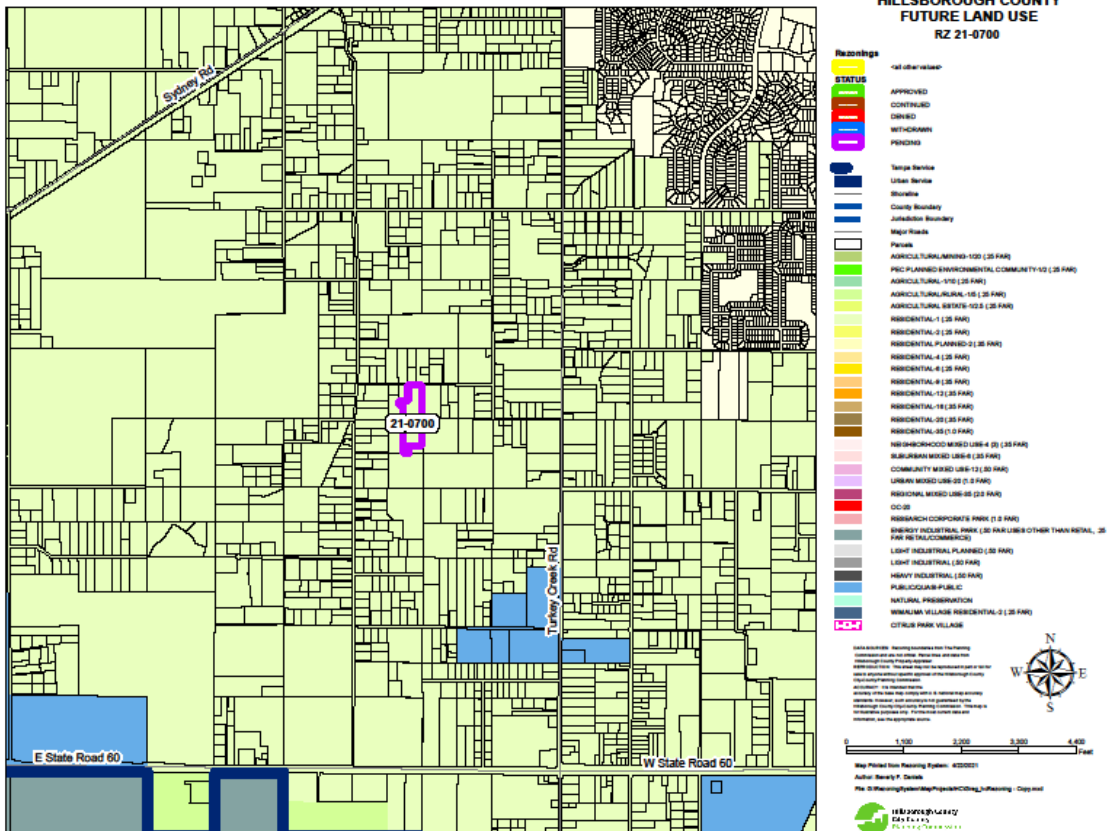 HILLSBOROUGH COUNTY
FUTURE LAND USE
RZ 21-0700
Rezonings
<all other values>
STATUS
APPROVED
CONTINUED
DENIED
WITHDRAWN
PENDING
Tampa Service
Urban Service
Shoreline
County Boundary
Jurisdiction Boundary
Major Roads
Parcels
AGRICULTURAL/MINING-1/20 (.25 FAR)
PEC PLANNED ENVIRONMENTAL COMMUNITY-1/2 (.25 FAR)
AGRICULTURAL-1/10 (.25 FAR)
AGRICULTURAL/RURAL-1/5 (.25 FAR)
AGRICULTURAL ESTATE-1/2.5 (.25 FAR)
RESIDENTIAL-1 (.25 FAR)
RESIDENTIAL-2 (.25 FAR)
RESIDENTIAL PLANNED-2 (.35 FAR)
RESIDENTIAL-4 (.25 FAR)
RESIDENTIAL-6 (.25 FAR)
RESIDENTIAL-9 (.35 FAR)
RESIDENTIAL-12 (.35 FAR)
RESIDENTIAL-16 (.35 FAR)
RESIDENTIAL-20 (.35 FAR)
RESIDENTIAL-35 (1.0 FAR)
NEIGHBORHOOD MIXED USE-4 (3) (.35 FAR)
SUBURBAN MIXED USE-6 (.35 FAR)
COMMUNITY MIXED USE-12 (.50 FAR)
URBAN MIXED USE-20 (1.0 FAR)
REGIONAL MIXED USE-35 (2.0 FAR)
OC-20
RESEARCH CORPORATE PARK (1.0 FAR)
ENERGY INDUSTRIAL PARK (.50 FAR USES OTHER THAN RETAIL, .25
FAR RETAIL/COMMERCE)
LIGHT INDUSTRIAL PLANNED (.50 FAR)
LIGHT INDUSTRIAL (.50 FAR)
HEAVY INDUSTRIAL (.50 FAR)
PUBLIC/QUASI-PUBLIC
NATURAL PRESERVATION
WIMAUMA VILLAGE RESIDENTIAL-2 (.25 FAR)
CITRUS PARK VILLAGE
Sydney Rd
21-0700
Turkey Creek Rd
E State Road 60
W State Road 60
N
W E
S
0 1,100 2,200 3,300 4,400
Feet
Map Printed from Rezoning System: 4/22/2021
Author: Beverly F. Daniels
Hillsborough County
City-County
Planning Commission